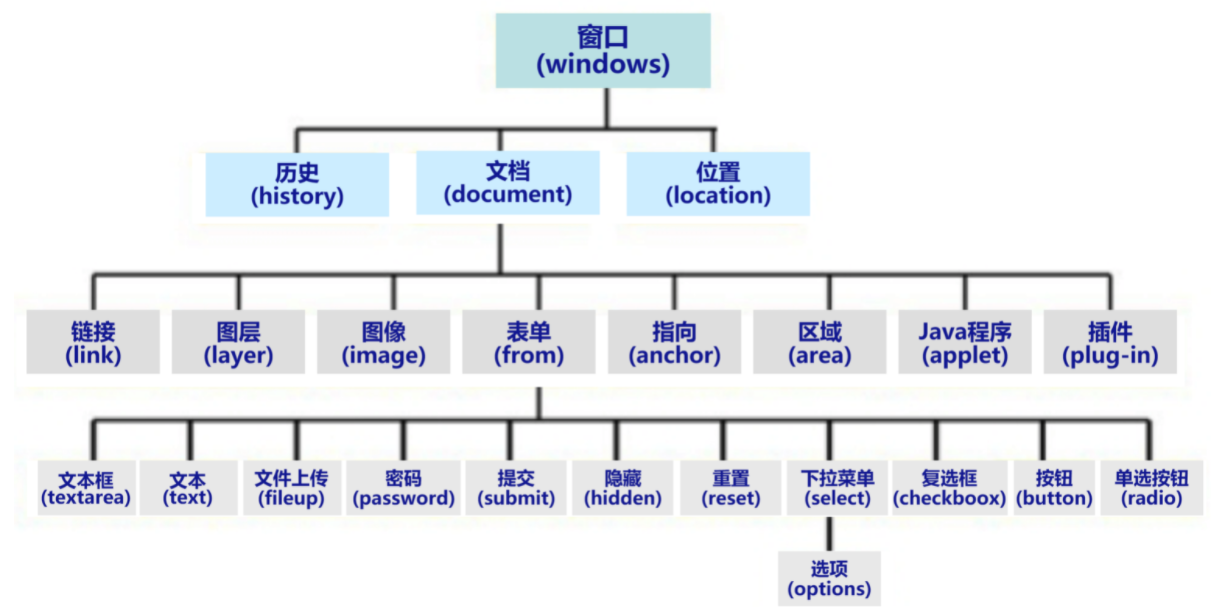 窗口
(windows)
历史
(history)
文档
(document)
位置
(location)
链接
(link)
图层
(layer)
图像
(image)
表单
(from)
指向
(anchor)
区域
(area)
Java程序
(applet)
插件
(plug-in)
文本框
(textarea)
文本
(text)
文件上传
(fileup)
密码
(password)
提交
(submit)
隐藏
(hidden)
重置
(reset)
下拉菜单
(select)
复选框
(checkboox)
按钮
(button)
单选按钮
(radio)
选项
(options)